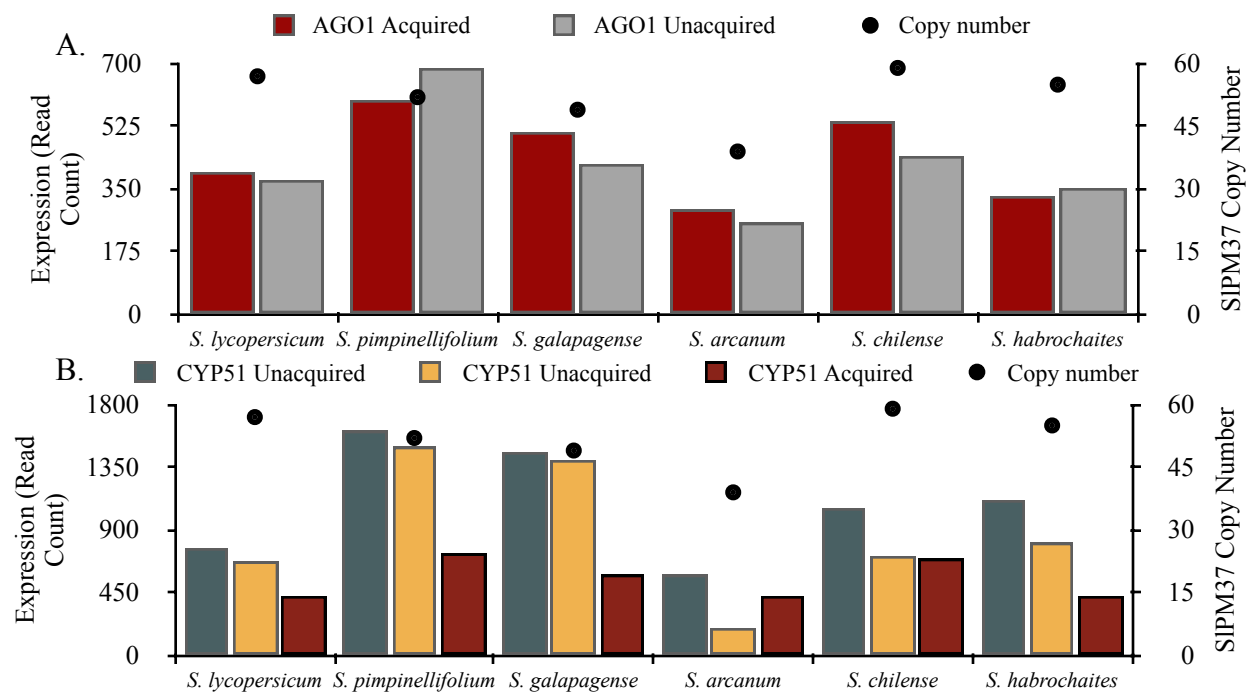 A.
AGO1 Acquired
AGO1 Unacquired
Copy number
Expression (Read
Count)
700
525
350
175
0
60
45
30
15
0
SlPM37 Copy Number
S. lycopersicum
S. pimpinellifolium
S. galapagense
S. arcanum
S. chilense
S. habrochaites
B.
CYP51 Unacquired
CYP51 Unacquired
CYP51 Acquired
Copy number
Expression (Read
Count)
1800
1350
900
450
0
60
45
30
15
0
SlPM37 Copy Number
S. lycopersicum
S. pimpinellifolium
S. galapagense
S. arcanum
S. chilense
S. habrochaites